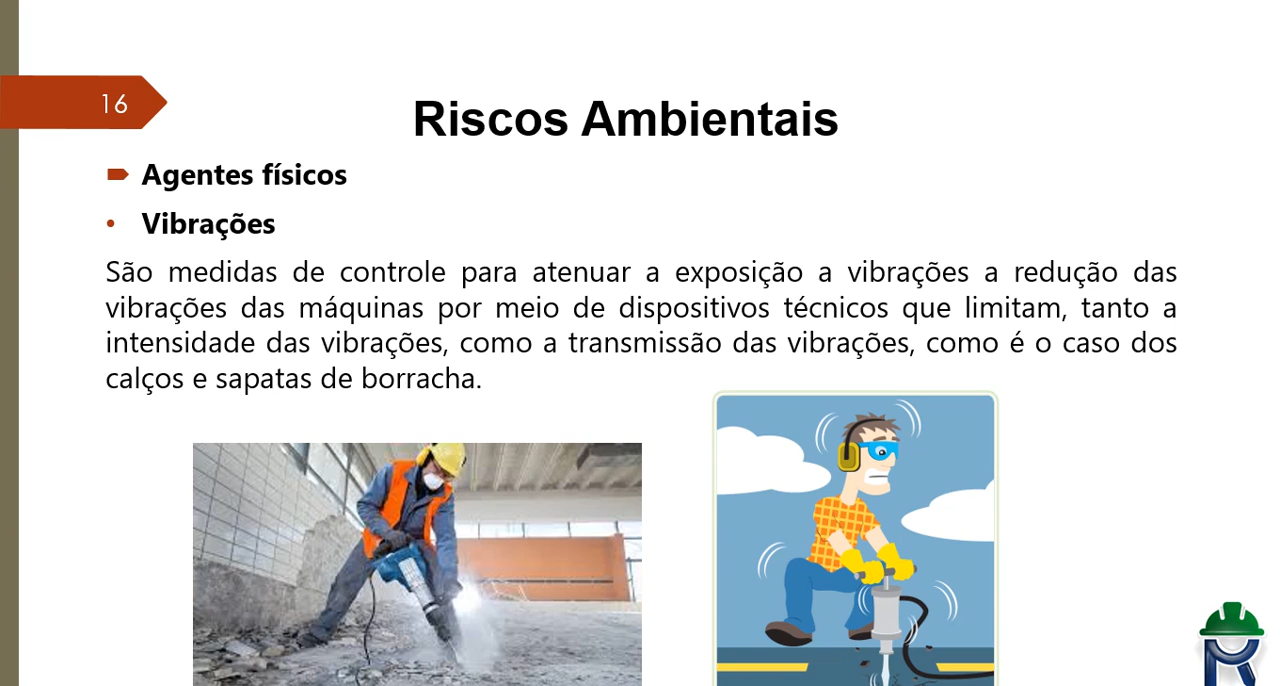 16
Riscos Ambientais
Agentes físicos
• Vibrações
São medidas de controle para atenuar a exposição a vibrações a redução das
vibrações das máquinas por meio de dispositivos técnicos que limitam, tanto a
intensidade das vibrações, como a transmissão das vibrações, como é o caso dos
calços e sapatas de borracha.
R